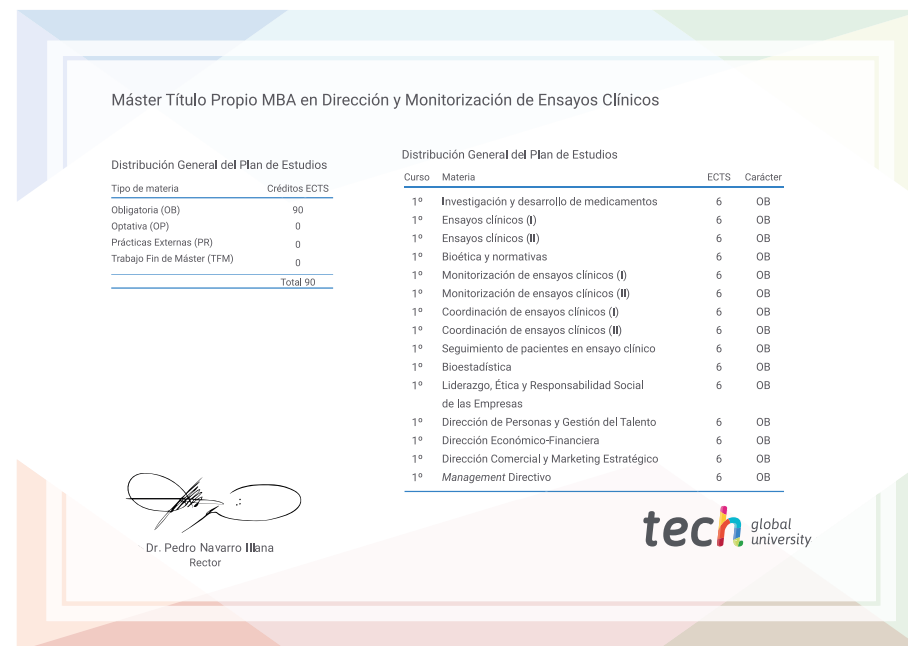 Máster Título Propio MBA en Dirección y Monitorización de Ensayos Clínicos
Distribución General del Plan de Estudios
Tipo de materia Créditos ECTS
Obligatoria (OB) 90
Optativa (OP) 0
Prácticas Externas (PR) 0
Trabajo Fin de Máster (TFM) 0
Total 90
Distribución General del Plan de Estudios
Curso Materia ECTS Carácter
1º Investigación y desarrollo de medicamentos 6 OB
1º Ensayos clínicos (I) 6 OB
1º Ensayos clínicos (II) 6 OB
1º Bioética y normativas 6 OB
1º Monitorización de ensayos clínicos (I) 6 OB
1º Monitorización de ensayos clínicos (II) 6 OB
1º Coordinación de ensayos clínicos (I) 6 OB
1º Coordinación de ensayos clínicos (II) 6 OB
1º Seguimiento de pacientes en ensayo clínico 6 OB
1º Bioestadística 6 OB
1º Liderazgo, Ética y Responsabilidad Social 6 OB
de las Empresas
1º Dirección de Personas y Gestión del Talento 6 OB
1º Dirección Económico-Financiera 6 OB
1º Dirección Comercial y Marketing Estratégico 6 OB
1º Management Directivo 6 OB
Dr. Pedro Navarro Illana
Rector
tech global
university